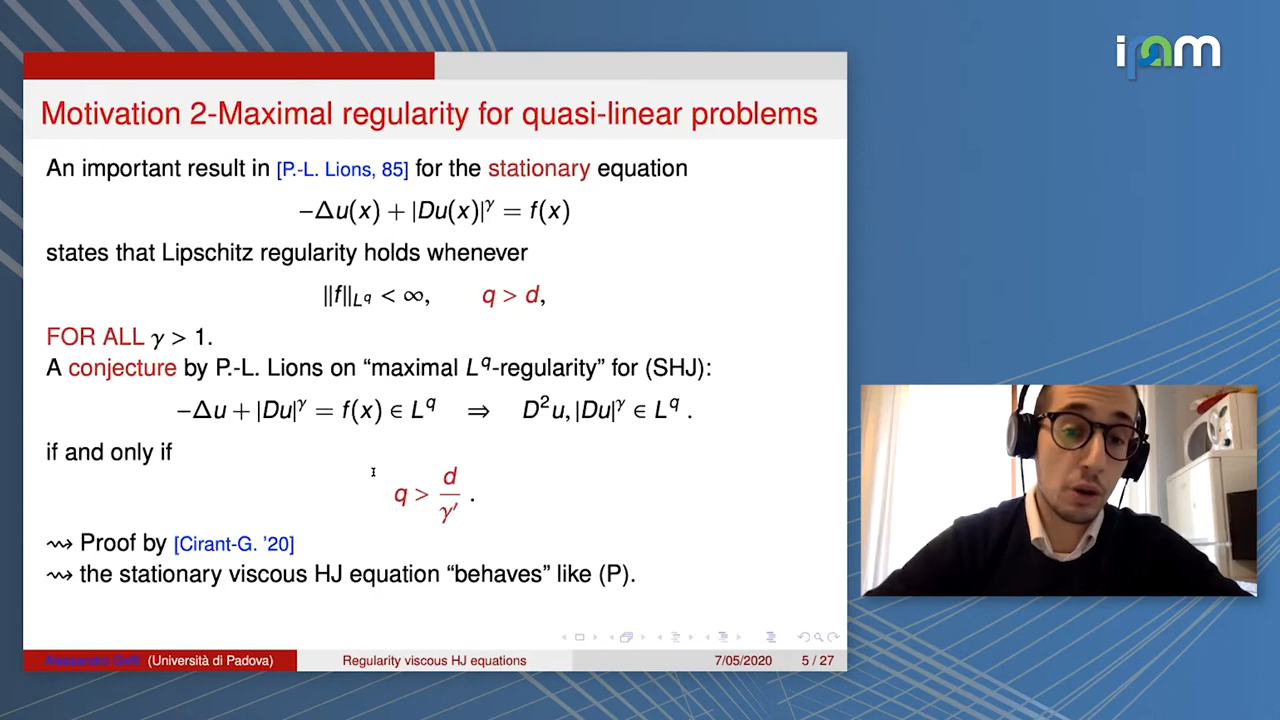 ipam
Motivation 2-Maximal regularity for quasi-linear problems
An important result in [P.-L. Lions, 85] for the stationary equation
−Δu(x) + |Du(x)|^γ = f(x)
states that Lipschitz regularity holds whenever
‖f‖_{L^q} < ∞, q > d,
FOR ALL γ > 1.
A conjecture by P.-L. Lions on “maximal L^q-regularity” for (SHJ):
−Δu + |Du|^γ = f(x) ∈ L^q ⇒ D²u, |Du|^γ ∈ L^q .
if and only if
q > d/γ′ .
⇝ Proof by [Cirant-G. '20]
⇝ the stationary viscous HJ equation “behaves” like (P).
Alessandro Goffi (Università di Padova) Regularity viscous HJ equations 7/05/2020 5 / 27